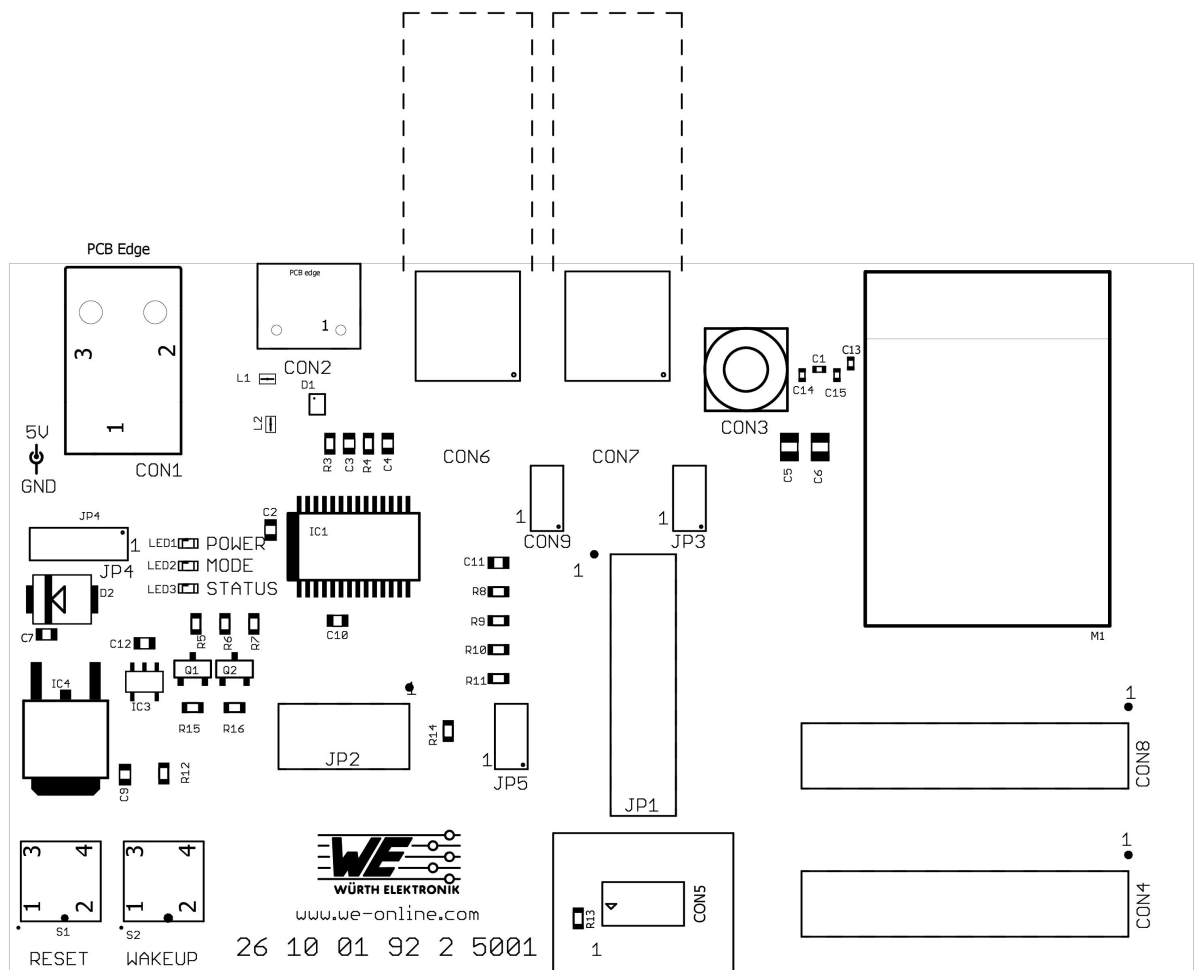 PCB Edge
PCB edge
1
3
2
1
CON2
L1
D1
C13
C1
C14
C15
CON3
L2
5V
GND
CON1
R3
C3
R4
C4
CON6
CON7
C5
C6
JP4
C2
IC1
1
1
1
LED1 POWER
CON9
JP3
JP4
LED2 MODE
LED3 STATUS
D2
C11
1
R8
C7
C12
R5
R6
R7
C10
R9
M1
R10
IC4
Q1
Q2
R11
1
IC3
R15
R16
R14
1
JP2
1
JP5
CON8
C9
R12
JP1
3
4
3
4
WE
WÜRTH ELEKTRONIK
1
1
2
1
2
www.we-online.com
R13
CON5
CON4
S1
S2
RESET
WAKEUP
26 10 01 92 2 5001
1